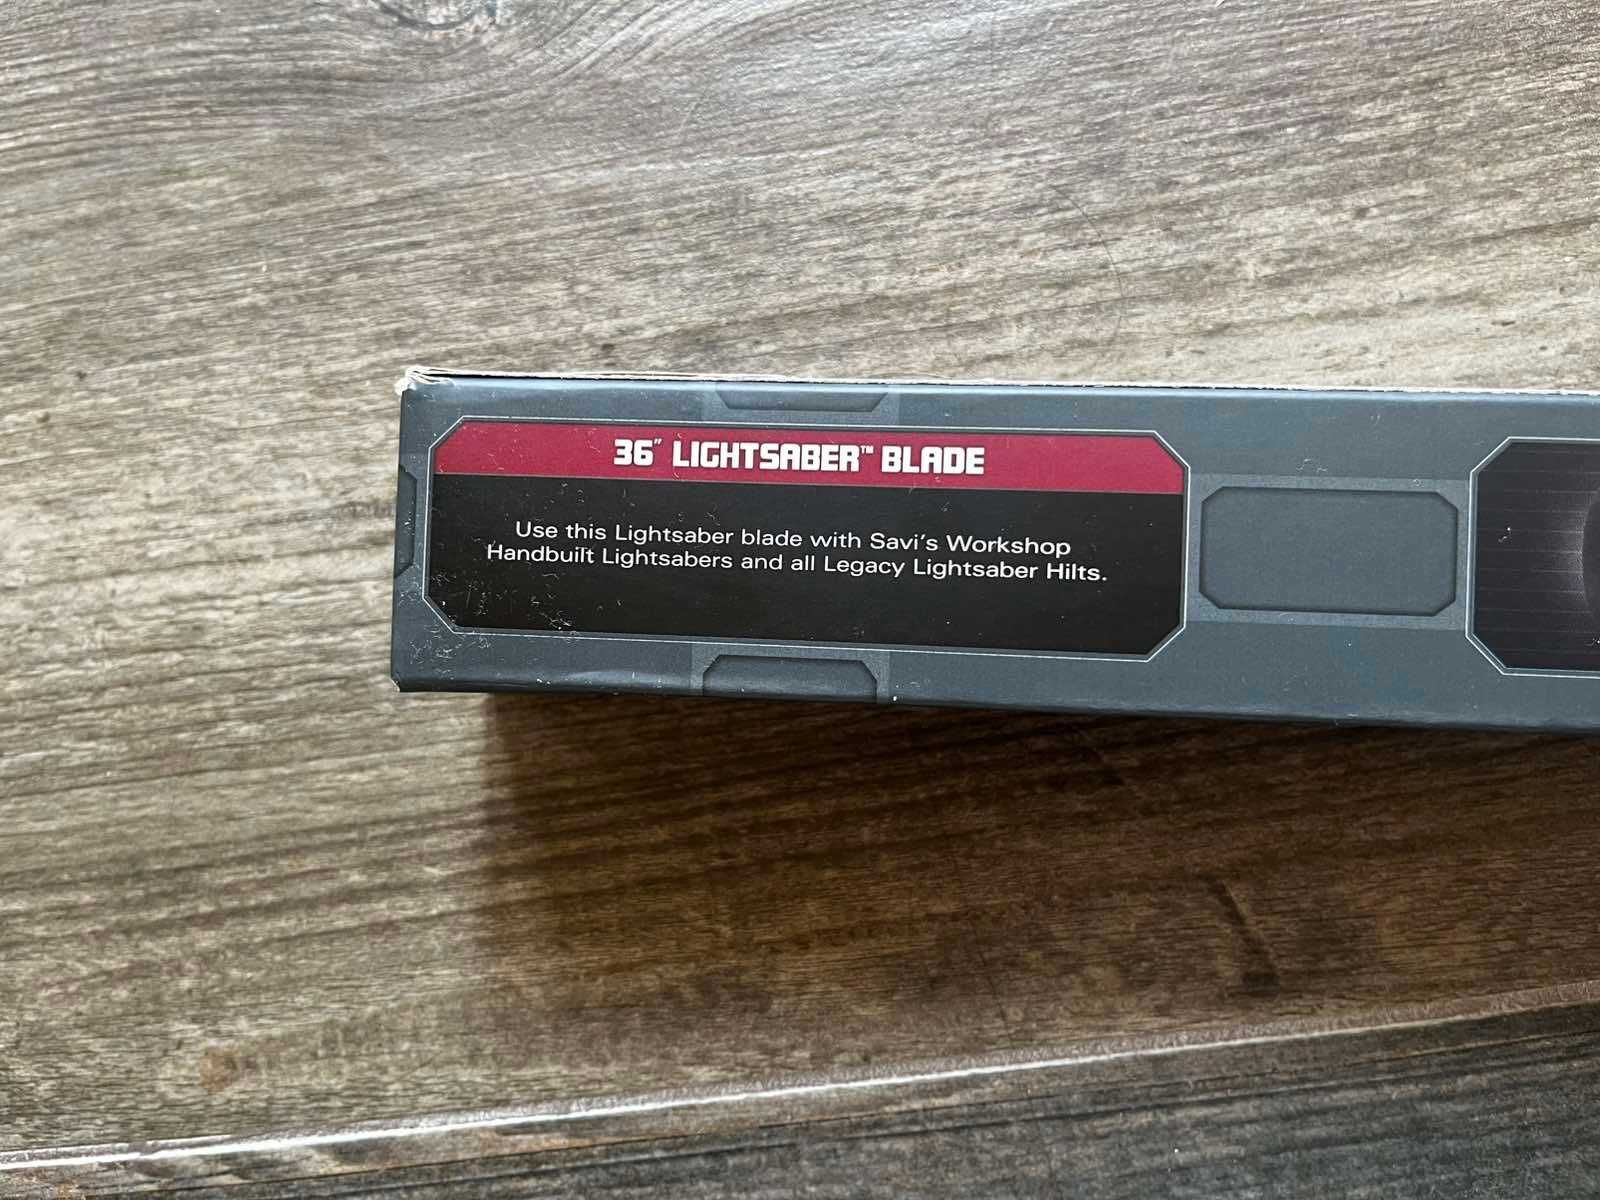 36" LIGHTSABER™ BLADE
Use this Lightsaber blade with Savi's Workshop
Handbuilt Lightsabers and all Legacy Lightsaber Hilts.